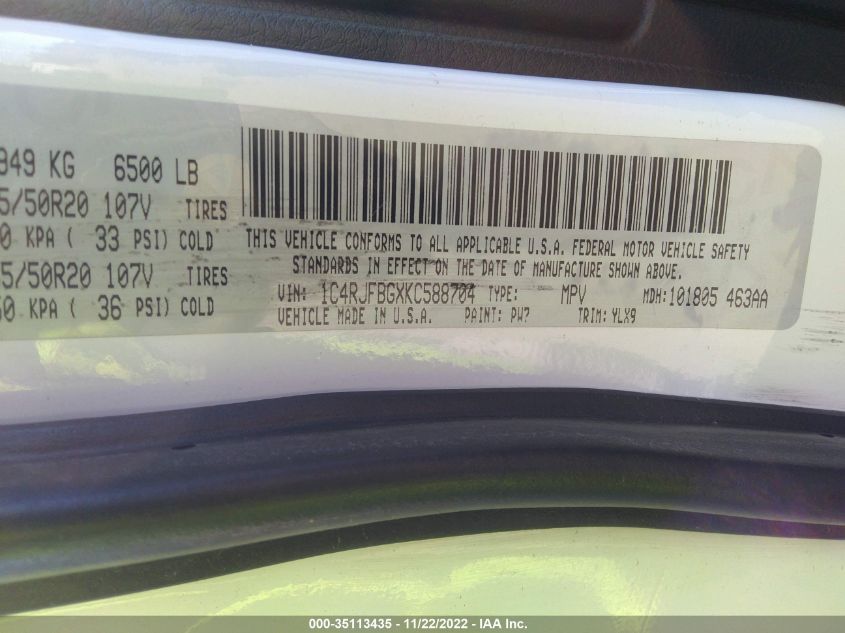 949 KG 6500 LB
5/50R20 107V TIRES
0 KPA ( 33 PSI) COLD
5/50R20 107V TIRES
50 KPA ( 36 PSI) COLD
THIS VEHICLE CONFORMS TO ALL APPLICABLE U.S.A. FEDERAL MOTOR VEHICLE SAFETY
STANDARDS IN EFFECT ON THE DATE OF MANUFACTURE SHOWN ABOVE.
VIN: 1C4RJFBGXKC588704 TYPE: MPV MDH: 101805 463AA
VEHICLE MADE IN U.S.A. PAINT: PW7 TRIM: YLX9
000-35113435 - 11/22/2022 - IAA Inc.